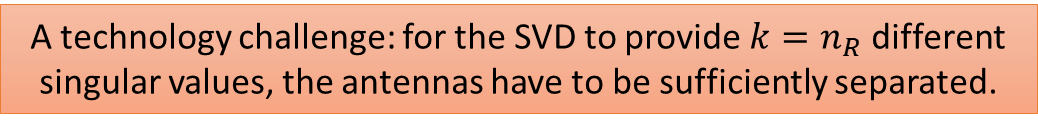 A technology challenge: for the SVD to provide 𝑘 = 𝑛_𝑅 different
singular values, the antennas have to be sufficiently separated.